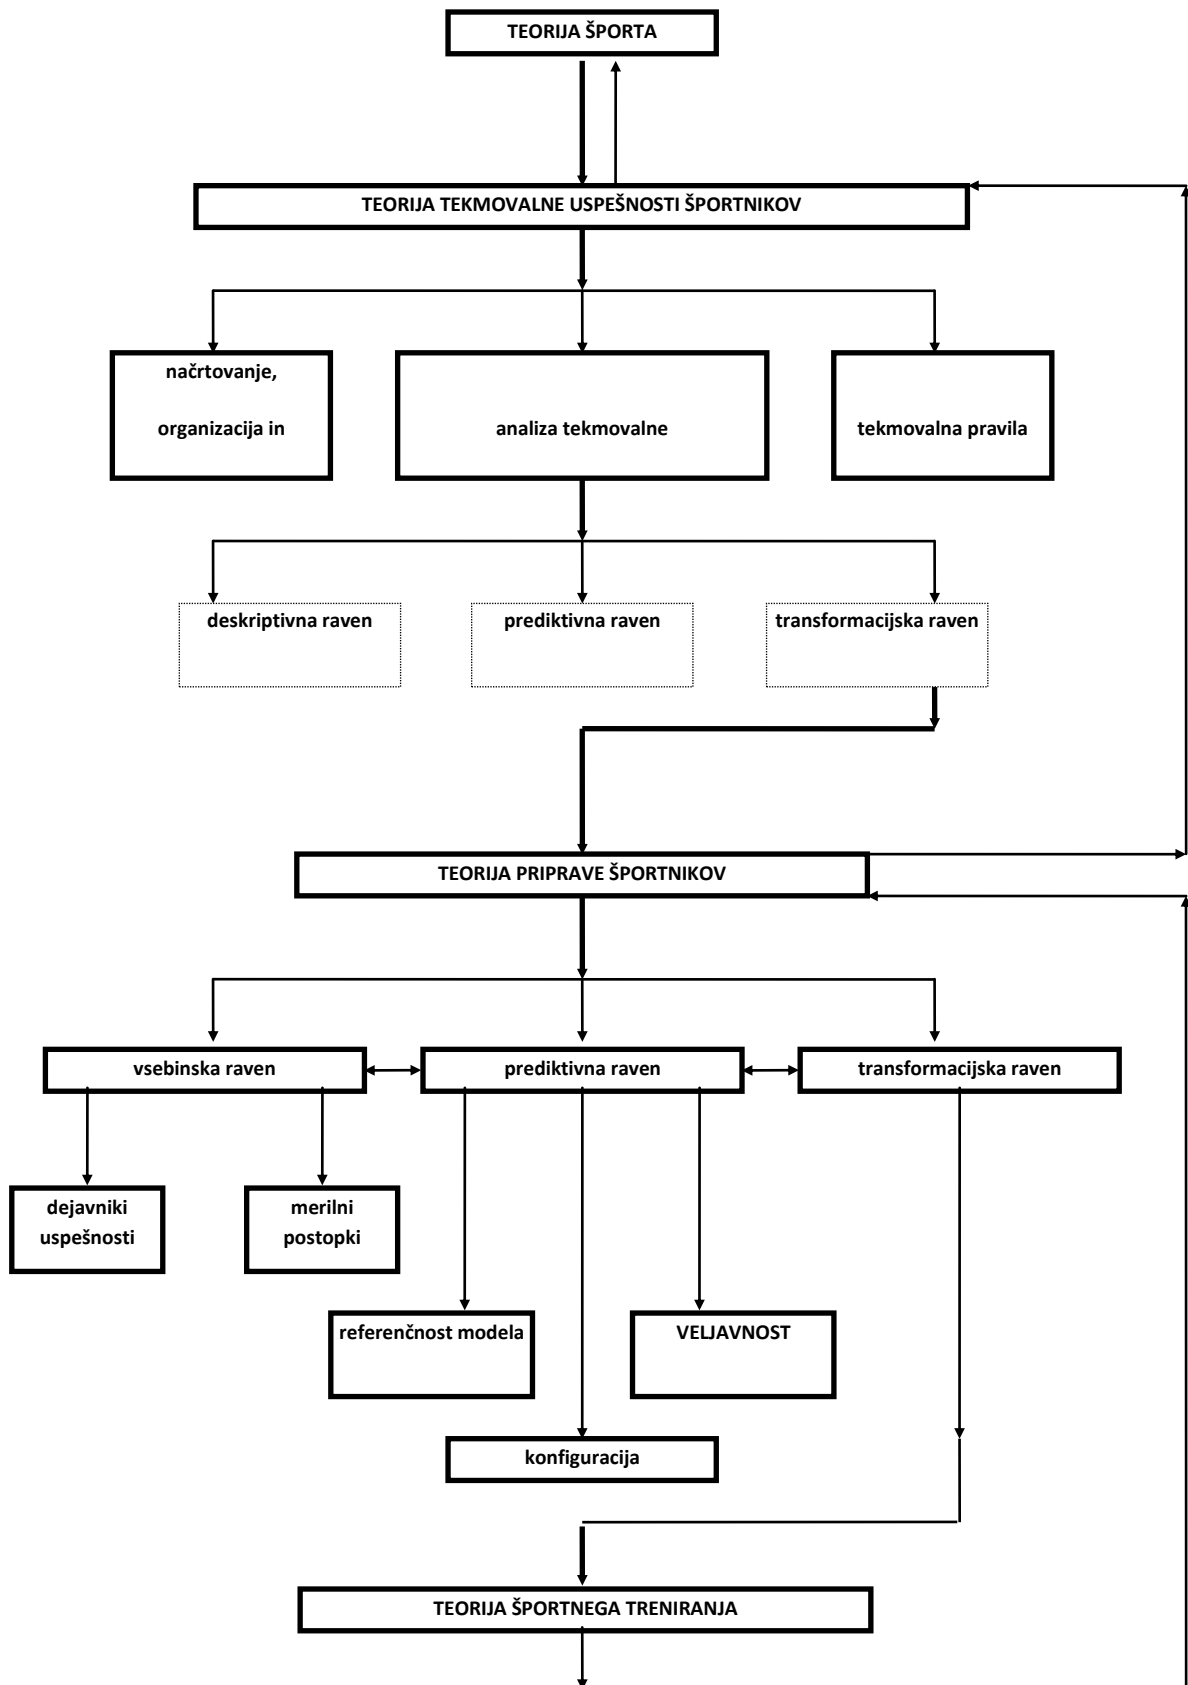 TEORIJA ŠPORTA
TEORIJA TEKMOVALNE USPEŠNOSTI ŠPORTNIKOV
načrtovanje,
organizacija in
analiza tekmovalne
tekmovalna pravila
deskriptivna raven
prediktivna raven
transformacijska raven
TEORIJA PRIPRAVE ŠPORTNIKOV
vsebinska raven
prediktivna raven
transformacijska raven
dejavniki
uspešnosti
merilni
postopki
referenčnost modela
VELJAVNOST
konfiguracija
TEORIJA ŠPORTNEGA TRENIRANJA